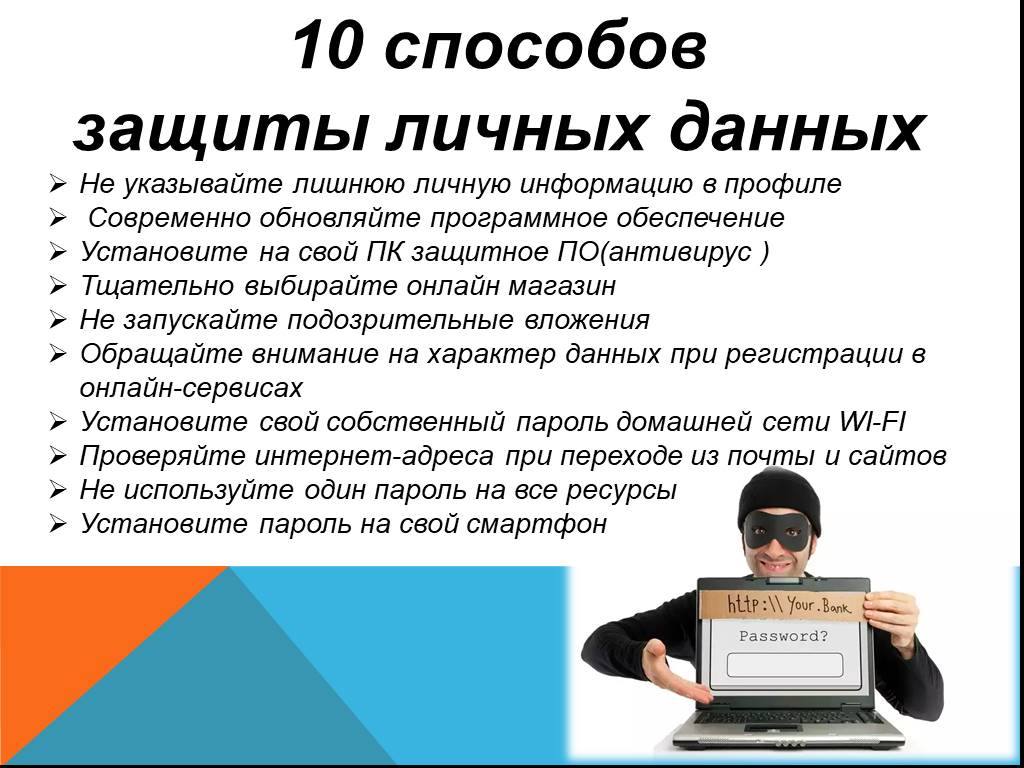 10 способов
защиты личных данных
➢ Не указывайте лишнюю личную информацию в профиле
➢ Современно обновляйте программное обеспечение
➢ Установите на свой ПК защитное ПО(антивирус )
➢ Тщательно выбирайте онлайн магазин
➢ Не запускайте подозрительные вложения
➢ Обращайте внимание на характер данных при регистрации в
онлайн-сервисах
➢ Установите свой собственный пароль домашней сети WI-FI
➢ Проверяйте интернет-адреса при переходе из почты и сайтов
➢ Не используйте один пароль на все ресурсы
➢ Установите пароль на свой смартфон
http:\\ Your.Bank
Password?